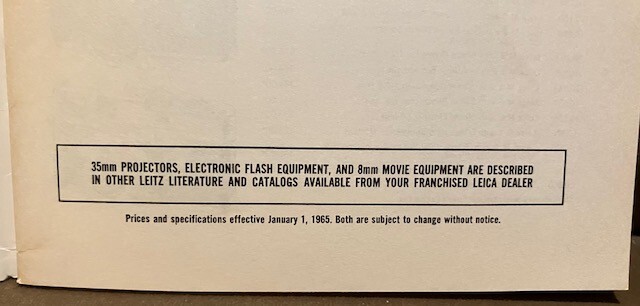 35mm PROJECTORS, ELECTRONIC FLASH EQUIPMENT, AND 8mm MOVIE EQUIPMENT ARE DESCRIBED
IN OTHER LEITZ LITERATURE AND CATALOGS AVAILABLE FROM YOUR FRANCHISED LEICA DEALER
Prices and specifications effective January 1, 1965. Both are subject to change without notice.